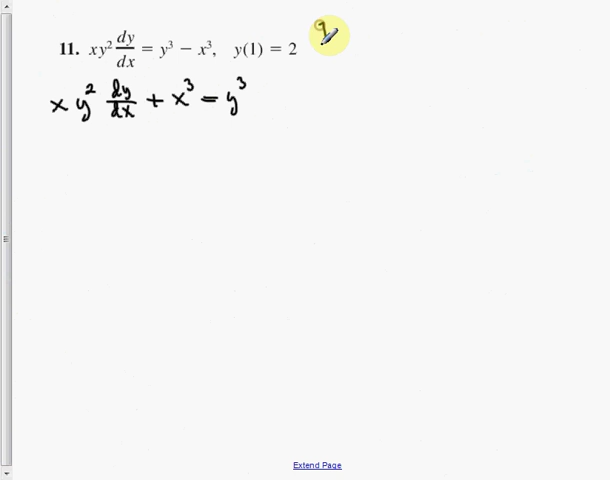 11. xy² dy/dx = y³ − x³, y(1) = 2
x y² dy/dx + x³ = y³
Extend Page